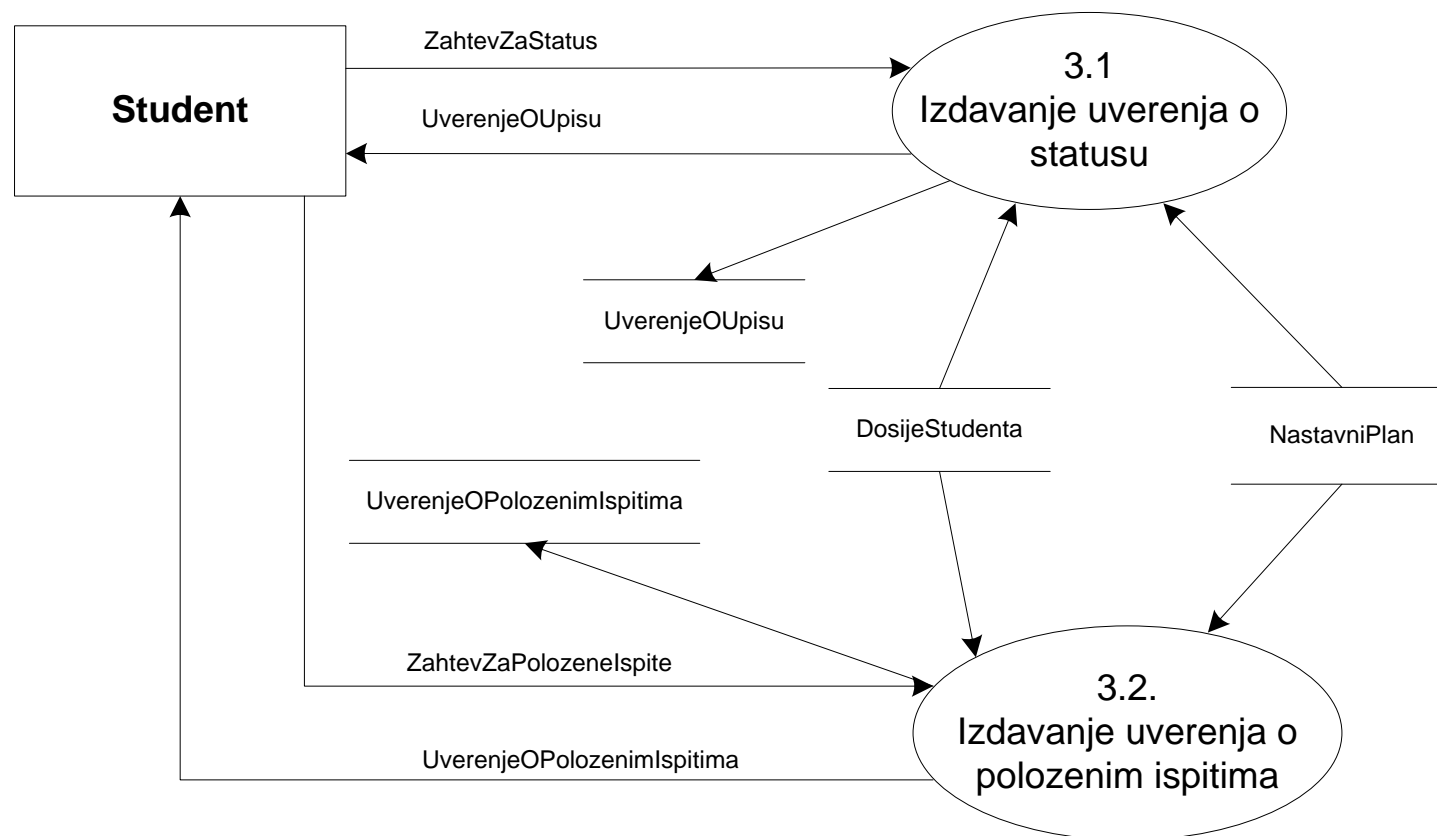 ZahtevZaStatus
Student
UverenjeOUpisu
3.1
Izdavanje uverenja o
statusu
UverenjeOUpisu
DosijeStudenta
NastavniPlan
UverenjeOPolozenimIspitima
ZahtevZaPolozeneIspite
3.2.
Izdavanje uverenja o
polozenim ispitima
UverenjeOPolozenimIspitima